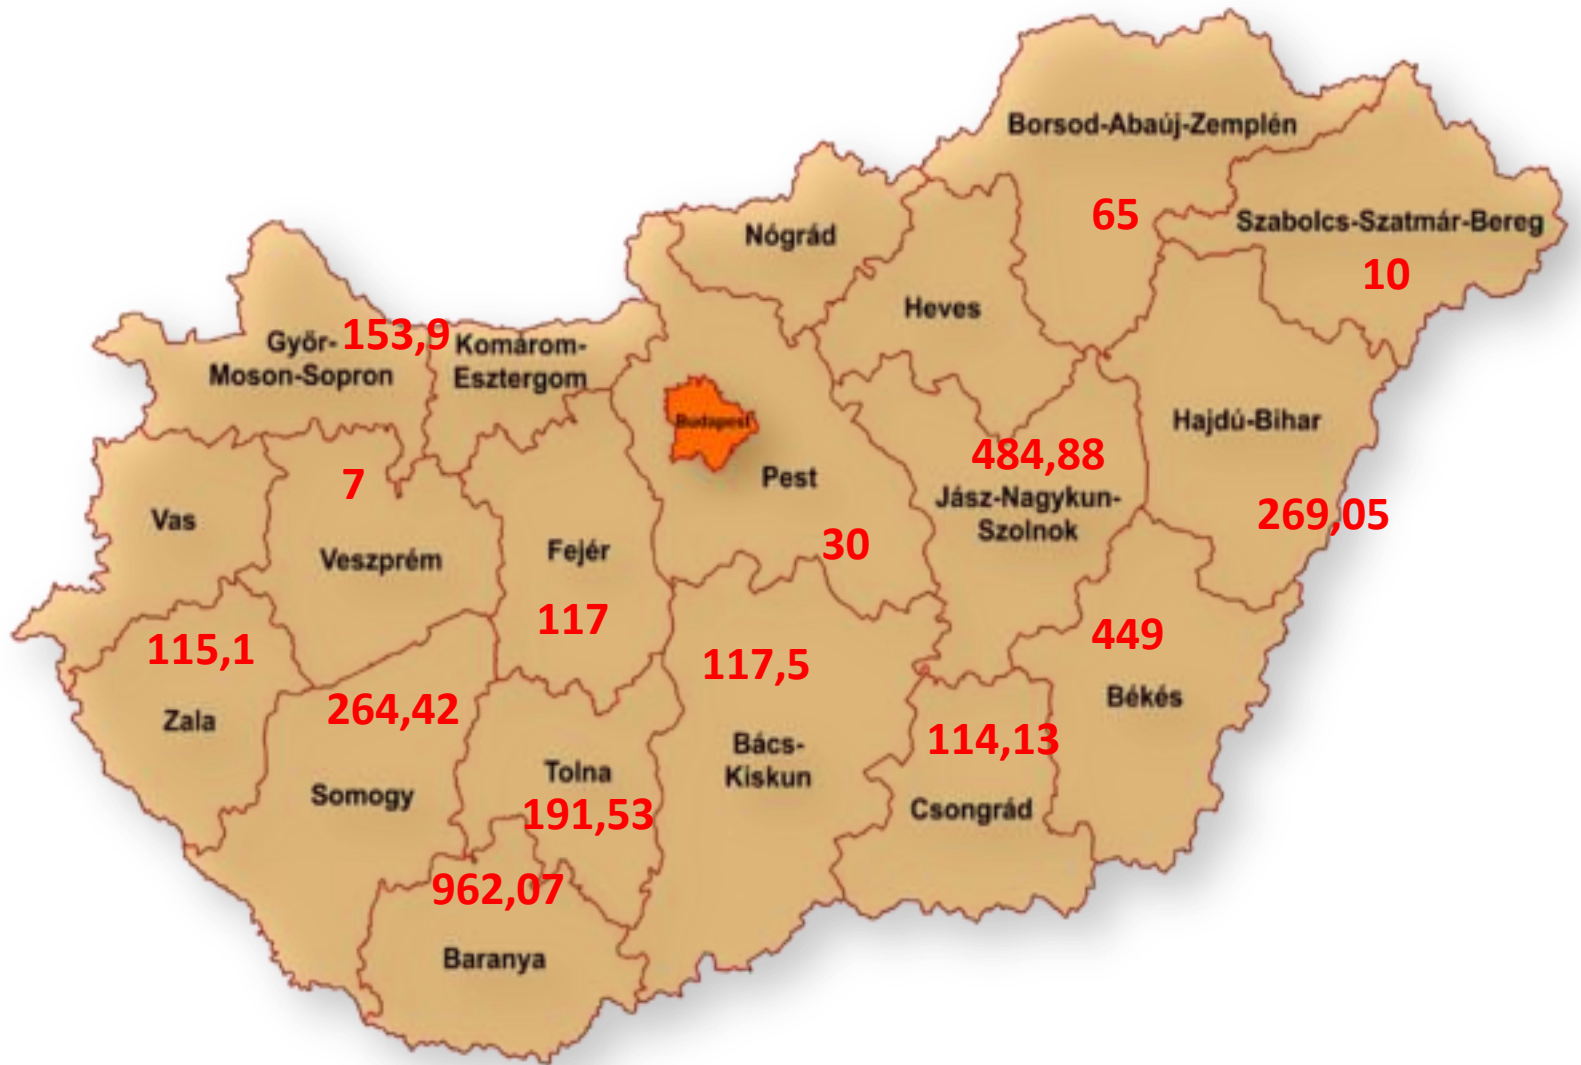 Borsod-Abaúj-Zemplén
65
Szabolcs-Szatmár-Bereg
10
Nógrád
Heves
Győr-
Moson-Sopron
153,9
Komárom-
Esztergom
Budapest
Pest
30
Hajdú-Bihar
269,05
484,88
Jász-Nagykun-
Szolnok
Vas
7
Veszprém
Fejér
117
115,1
Zala
264,42
Somogy
117,5
Bács-
Kiskun
449
Békés
114,13
Csongrád
Tolna
191,53
962,07
Baranya